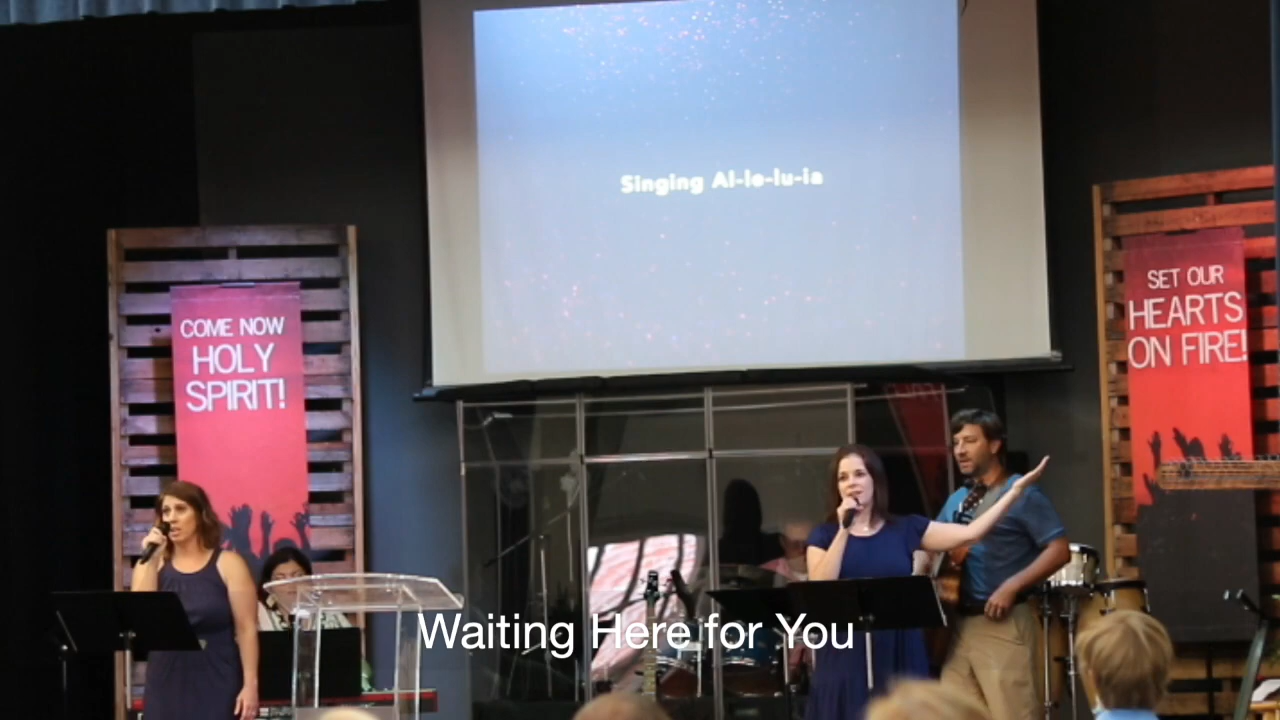 Singing Al-le-lu-ia
COME NOW
HOLY
SPIRIT!
SET OUR
HEARTS
ON FIRE!
Waiting Here for You